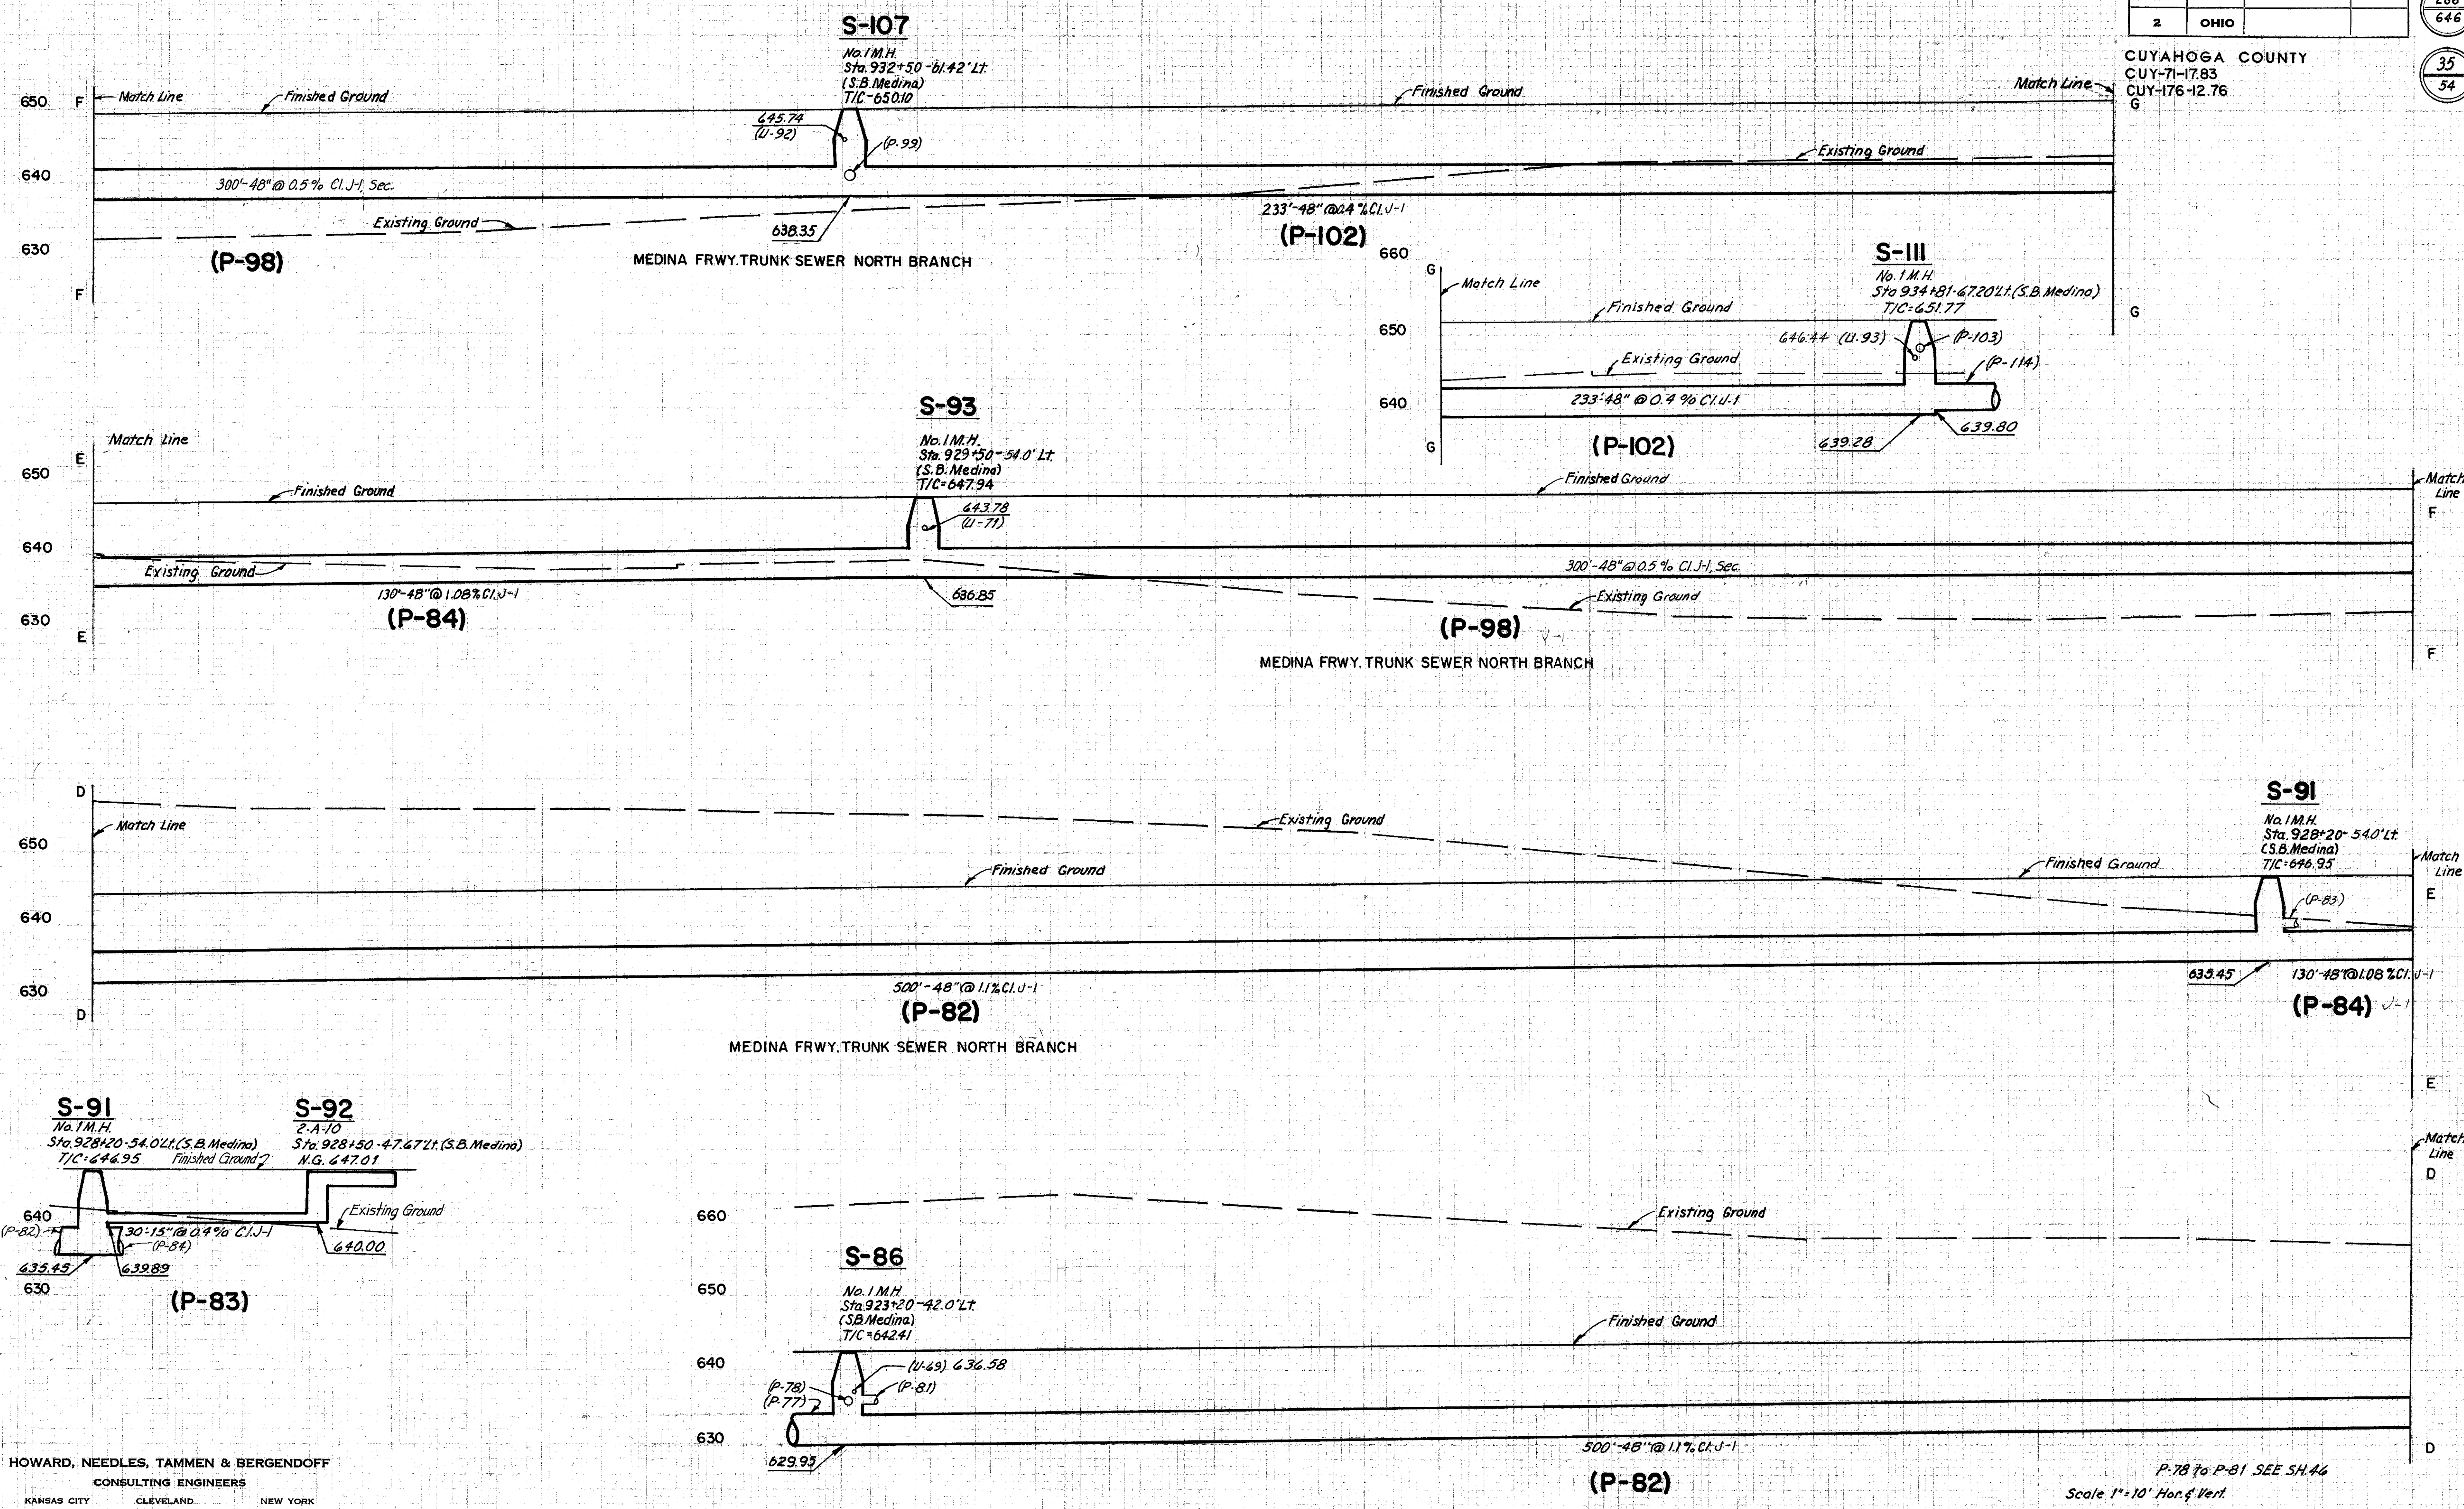 2 OHIO
646
CUYAHOGA COUNTY
CUY-71-17.83
CUY-176-12.76
35
54
S-107
No. 1 M.H.
Sta. 932+50 -61.42' Lt.
(S.B. Medina)
T/C-650.10
650
640
630
F
Match Line
Finished Ground
645.74
(U-92)
(P-99)
Finished Ground
Match Line
G
300'-48" @ 0.5% Cl. J-1, Sec.
Existing Ground
Existing Ground
638.35
233'-48" @0.4% Cl. J-1
(P-98)
(P-102)
F
MEDINA FRWY. TRUNK SEWER NORTH BRANCH
G
660
650
640
G
Match Line
S-111
No. 1 M.H.
Sta 934+81-67.20' Lt. (S.B. Medina)
T/C=651.77
Finished Ground
646.44 (U-93)
(P-103)
Existing Ground
(P-114)
233'-48" @ 0.4% Cl. J-1
639.80
639.28
(P-102)
G
650
640
630
E
Match Line
S-93
No. 1 M.H.
Sta. 929+50-54.0' Lt.
(S.B. Medina)
T/C=647.94
Finished Ground
643.78
(U-71)
Finished Ground
Match
Line
F
Existing Ground
130'-48" @ 1.08% Cl. J-1
(P-84)
E
636.85
300'-48" @ 0.5% Cl. J-1, Sec.
Existing Ground
(P-98) J-1
F
MEDINA FRWY. TRUNK SEWER NORTH BRANCH
650
640
630
D
Match Line
Existing Ground
Finished Ground
Finished Ground
S-91
No. 1 M.H.
Sta. 928+20-54.0' Lt.
(S.B. Medina)
T/C=646.95
Match
Line
E
(P-83)
635.45
130'-48" @1.08% Cl. J-1
(P-84) J-1
500'-48" @ 1.1% Cl. J-1
(P-82)
D
MEDINA FRWY. TRUNK SEWER NORTH BRANCH
E
S-91
No. 1 M.H.
Sta. 928+20-54.0' Lt. (S.B. Medina)
T/C=646.95
S-92
2-A-10
Sta. 928+50-47.67' Lt. (S.B. Medina)
N.G. 647.01
Finished Ground
640
630
(P-82)
30'-15" @ 0.4% Cl. J-1
(P-84)
Existing Ground
635.45
639.89
640.00
(P-83)
660
650
640
630
Existing Ground
Match
Line
D
S-86
No. 1 M.H.
Sta. 923+20-42.0' Lt.
(S.B. Medina)
T/C=642.41
Finished Ground
(U-69) 636.58
(P-78)
(P-77)
(P-81)
629.95
500'-48" @ 1.1% Cl. J-1
(P-82)
D
HOWARD, NEEDLES, TAMMEN & BERGENDOFF
CONSULTING ENGINEERS
KANSAS CITY CLEVELAND NEW YORK
P-78 to P-81 SEE SH. 46
Scale 1"=10' Hor. & Vert.